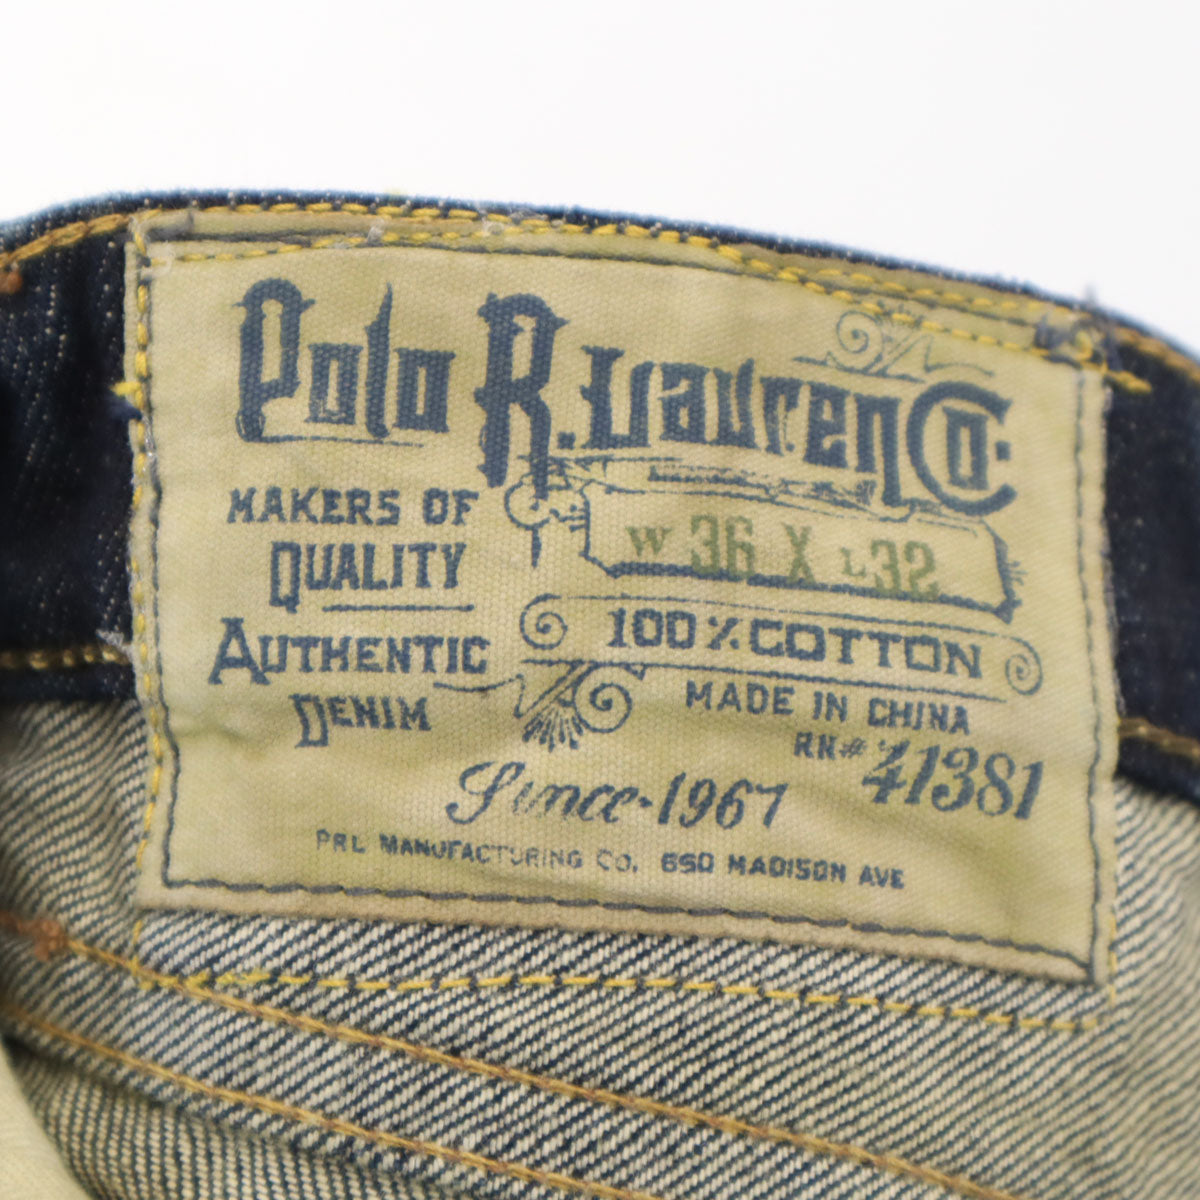 Polo R. Lauren Co.
MAKERS OF
QUALITY
AUTHENTIC
DENIM
W 36 X L 32
100% COTTON
MADE IN CHINA
RN# 41381
Since-1967
PRL MANUFACTURING CO. 650 MADISON AVE